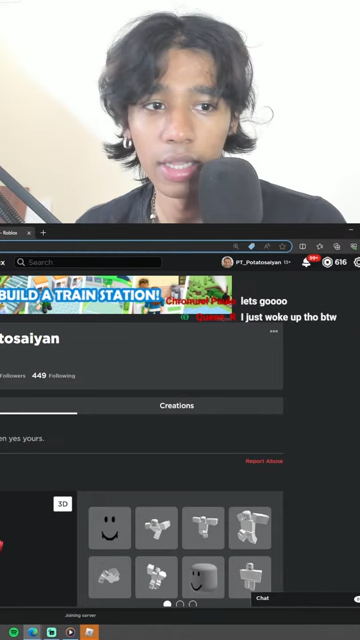 - Roblox
Search
PT_Potatosaiyan 13+
99+
616
BUILD A TRAIN STATION!
lets goooo
I just woke up tho btw
tosaiyan
Followers 449 Following
Creations
en yes yours.
Report Abuse
3D
Chat
Joining server